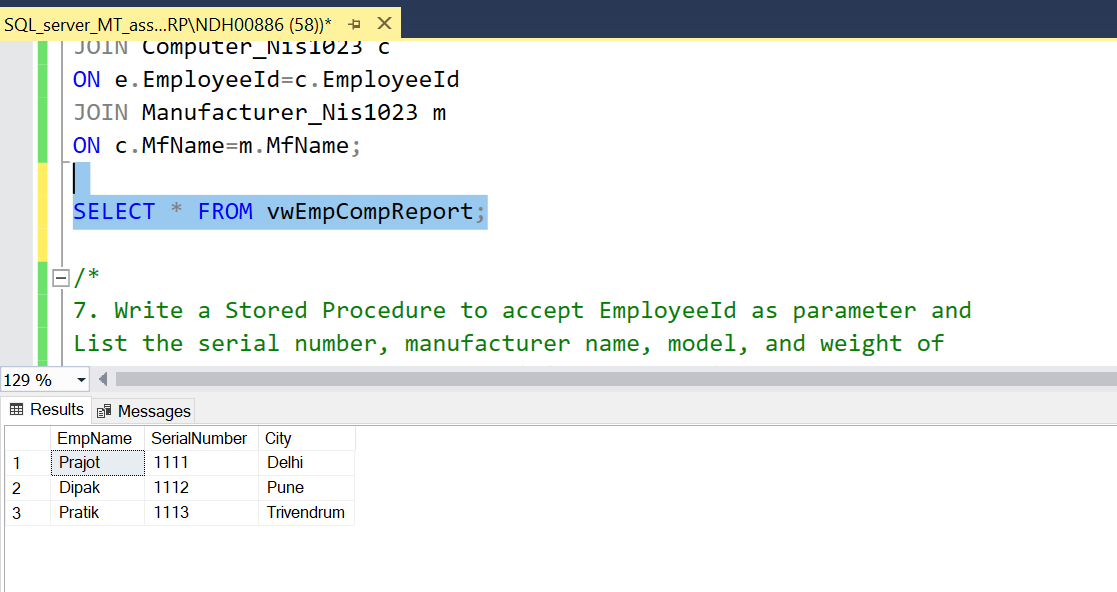 SQL_server_MT_ass...RP\NDH00886 (58))*
JOIN Computer_Nis1023 c
ON e.EmployeeId=c.EmployeeId
JOIN Manufacturer_Nis1023 m
ON c.MfName=m.MfName;
SELECT * FROM vwEmpCompReport;
/*
7. Write a Stored Procedure to accept EmployeeId as parameter and
List the serial number, manufacturer name, model, and weight of
129 %
Results Messages
EmpName SerialNumber City
1 Prajot 1111 Delhi
2 Dipak 1112 Pune
3 Pratik 1113 Trivendrum